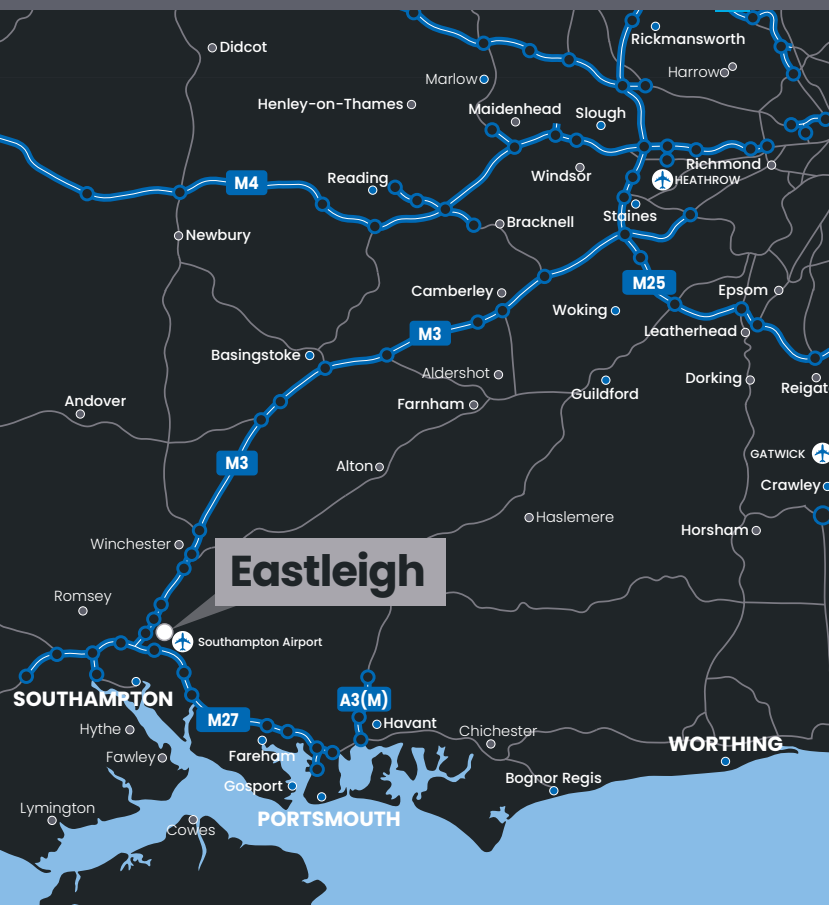 Rickmansworth
Didcot
Harrow
Marlow
Henley-on-Thames
Maidenhead
Slough
Richmond
Windsor
Reading
HEATHROW
M4
Staines
Bracknell
Newbury
M25
Camberley
Epsom
Woking
M3
Leatherhead
Basingstoke
Aldershot
Dorking
Reigat
Guildford
Andover
Farnham
GATWICK
M3
Alton
Crawley
Haslemere
Horsham
Winchester
Eastleigh
Romsey
Southampton Airport
SOUTHAMPTON
A3(M)
M27
Havant
Hythe
Chichester
WORTHING
Fawley
Fareham
Bognor Regis
Gosport
Lymington
PORTSMOUTH
Cowes